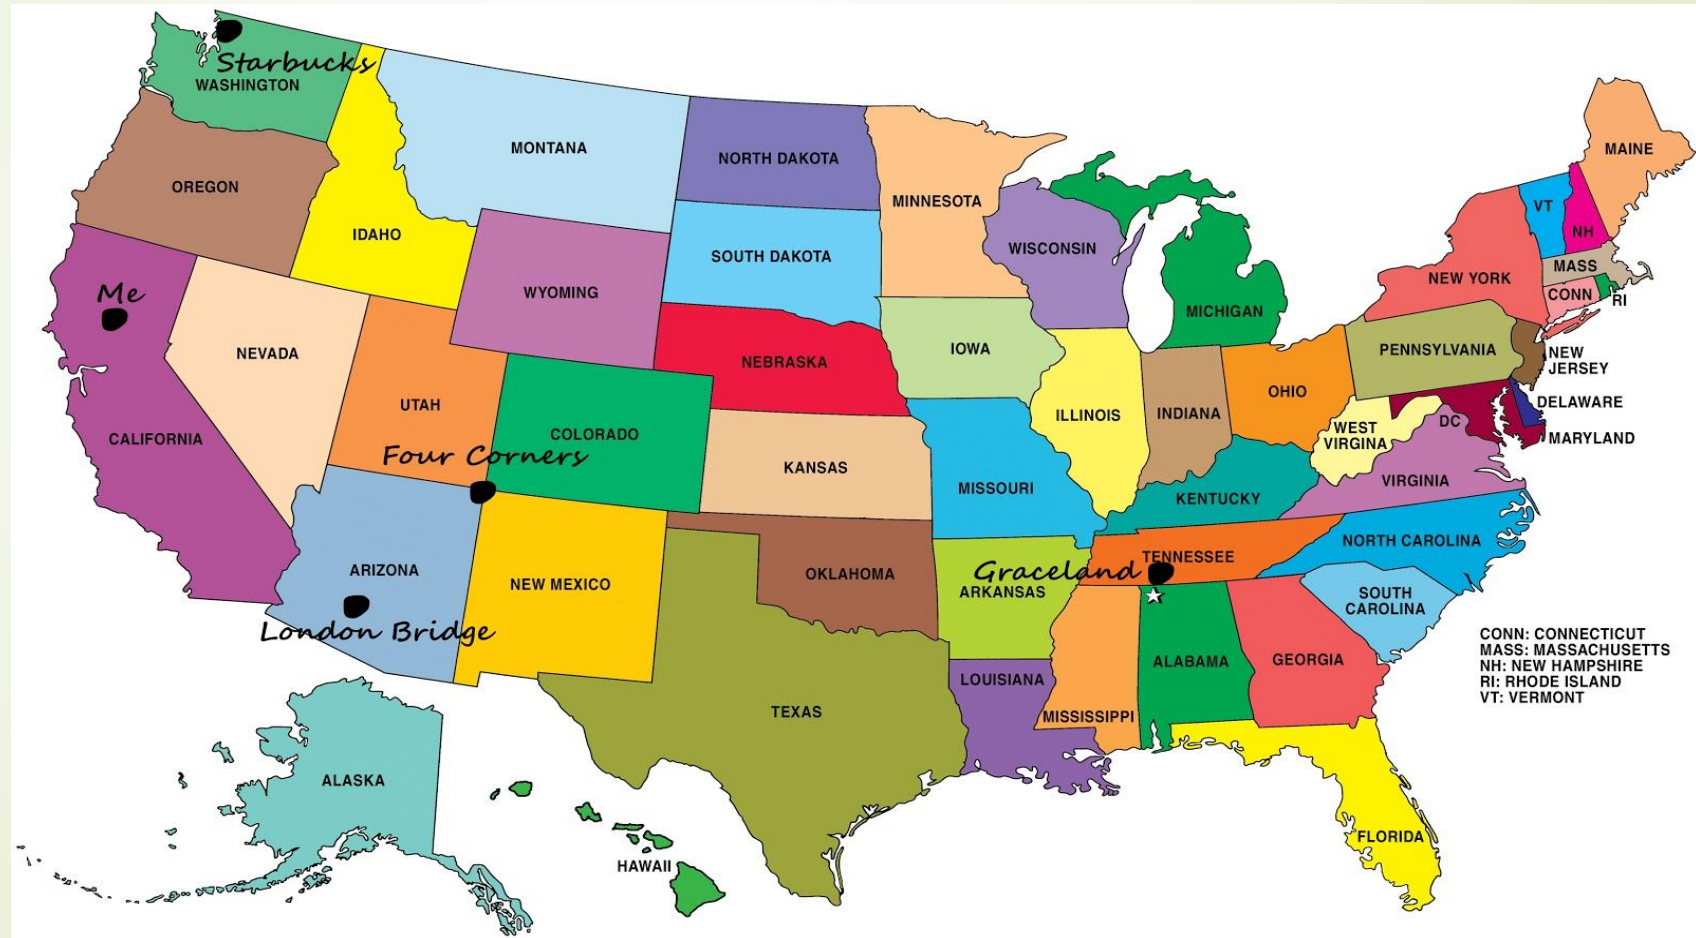 Starbucks
WASHINGTON
MONTANA
NORTH DAKOTA
MINNESOTA
MAINE
OREGON
IDAHO
VT
NH
SOUTH DAKOTA
WISCONSIN
NEW YORK
MASS
CONN
RI
Me
WYOMING
MICHIGAN
NEVADA
NEBRASKA
IOWA
PENNSYLVANIA
NEW
JERSEY
UTAH
COLORADO
ILLINOIS
INDIANA
OHIO
DELAWARE
WEST
VIRGINA
DC
MARYLAND
CALIFORNIA
Four Corners
KANSAS
MISSOURI
KENTUCKY
VIRGINIA
ARIZONA
NEW MEXICO
OKLAHOMA
Graceland
ARKANSAS
TENNESSEE
NORTH CAROLINA
SOUTH
CAROLINA
London Bridge
TEXAS
LOUISIANA
MISSISSIPPI
ALABAMA
GEORGIA
CONN: CONNECTICUT
MASS: MASSACHUSETTS
NH: NEW HAMPSHIRE
RI: RHODE ISLAND
VT: VERMONT
ALASKA
HAWAII
FLORIDA